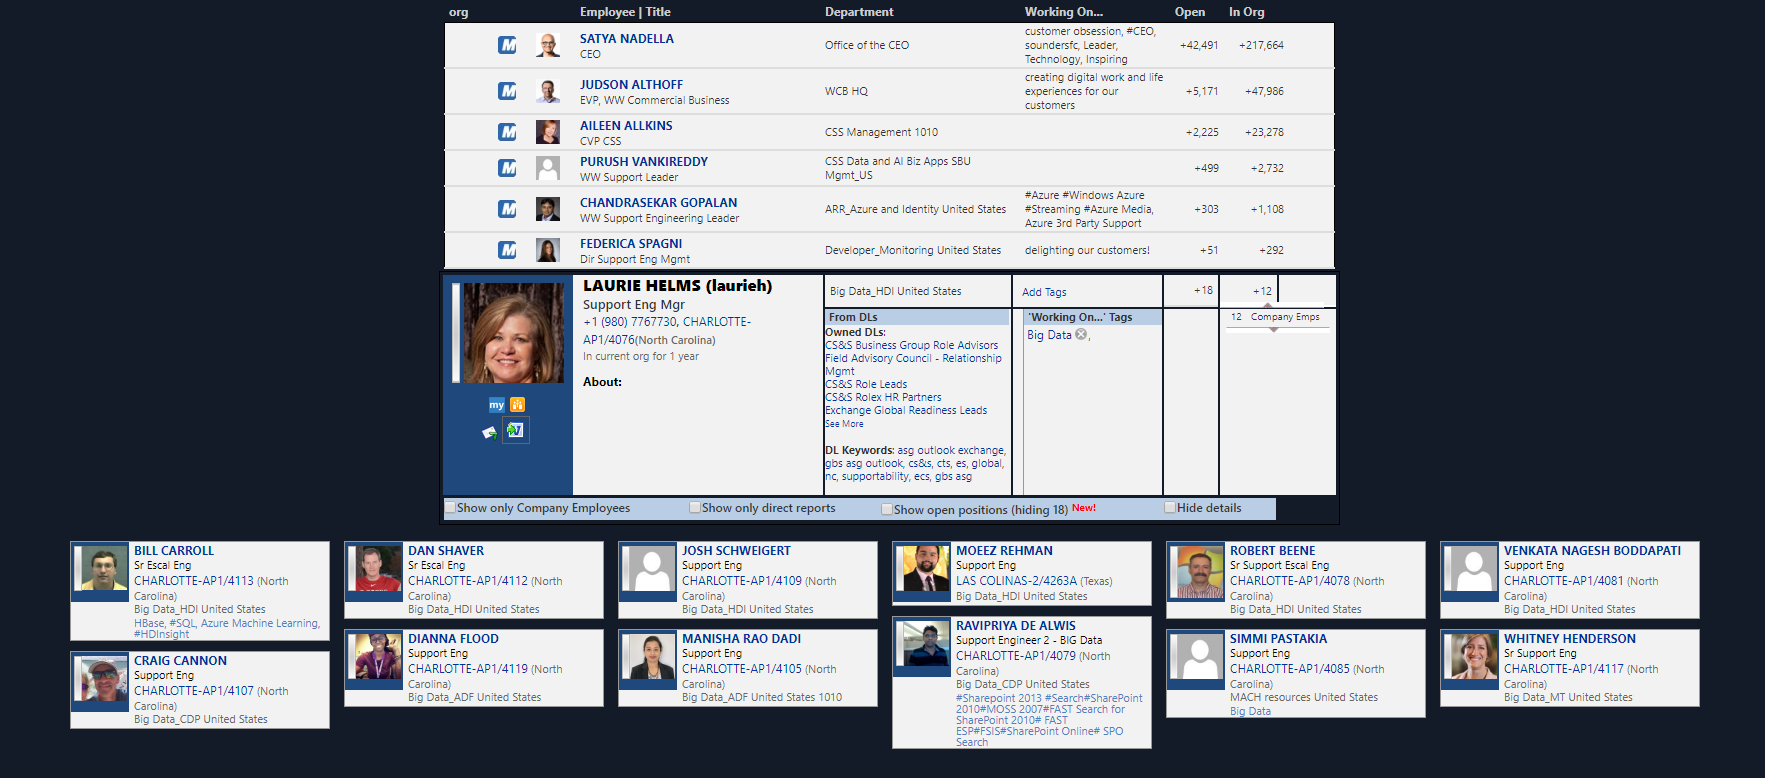 org Employee | Title Department Working On... Open In Org
SATYA NADELLA
CEO
Office of the CEO
customer obsession, #CEO,
soundersfc, Leader,
Technology, Inspiring
+42,491 +217,664
JUDSON ALTHOFF
EVP, WW Commercial Business
WCB HQ
creating digital work and life
experiences for our
customers
+5,171 +47,986
AILEEN ALLKINS
CVP CSS
CSS Management 1010
+2,225 +23,278
PURUSH VANKIREDDY
WW Support Leader
CSS Data and AI Biz Apps SBU
Mgmt_US
+499 +2,732
CHANDRASEKAR GOPALAN
WW Support Engineering Leader
ARR_Azure and Identity United States
#Azure #Windows Azure
#Streaming #Azure Media,
Azure 3rd Party Support
+303 +1,108
FEDERICA SPAGNI
Dir Support Eng Mgmt
Developer_Monitoring United States
delighting our customers!
+51 +292
LAURIE HELMS (laurieh)
Support Eng Mgr
+1 (980) 7767730, CHARLOTTE-
AP1/4076(North Carolina)
In current org for 1 year
About:
my
Big Data_HDI United States
Add Tags
+18 +12
From DLs
Owned DLs:
CS&S Business Group Role Advisors
Field Advisory Council - Relationship
Mgmt
CS&S Role Leads
CS&S Rolex HR Partners
Exchange Global Readiness Leads
See More
DL Keywords: asg outlook exchange,
gbs asg outlook, cs&s, cts, es, global,
nc, supportability, ecs, gbs asg
'Working On...' Tags
Big Data ,
12 Company Emps
Show only Company Employees Show only direct reports Show open positions (hiding 18) New! Hide details
BILL CARROLL
Sr Escal Eng
CHARLOTTE-AP1/4113 (North
Carolina)
Big Data_HDI United States
HBase, #SQL, Azure Machine Learning,
#HDInsight
DAN SHAVER
Sr Escal Eng
CHARLOTTE-AP1/4112 (North
Carolina)
Big Data_HDI United States
JOSH SCHWEIGERT
Support Eng
CHARLOTTE-AP1/4109 (North
Carolina)
Big Data_HDI United States
MOEEZ REHMAN
Support Eng
LAS COLINAS-2/4263A (Texas)
Big Data_HDI United States
ROBERT BEENE
Sr Support Escal Eng
CHARLOTTE-AP1/4078 (North
Carolina)
Big Data_HDI United States
VENKATA NAGESH BODDAPATI
Support Eng
CHARLOTTE-AP1/4081 (North
Carolina)
Big Data_HDI United States
CRAIG CANNON
Support Eng
CHARLOTTE-AP1/4107 (North
Carolina)
Big Data_CDP United States
DIANNA FLOOD
Support Eng
CHARLOTTE-AP1/4119 (North
Carolina)
Big Data_ADF United States
MANISHA RAO DADI
Support Eng
CHARLOTTE-AP1/4105 (North
Carolina)
Big Data_ADF United States 1010
RAVIPRIYA DE ALWIS
Support Engineer 2 - BIG Data
CHARLOTTE-AP1/4079 (North
Carolina)
Big Data_CDP United States
#Sharepoint 2013 #Search#SharePoint
2010#MOSS 2007#FAST Search for
SharePoint 2010# FAST
ESP#FSIS#SharePoint Online# SPO
Search
SIMMI PASTAKIA
Support Eng
CHARLOTTE-AP1/4085 (North
Carolina)
MACH resources United States
Big Data
WHITNEY HENDERSON
Sr Support Eng
CHARLOTTE-AP1/4117 (North
Carolina)
Big Data_MT United States